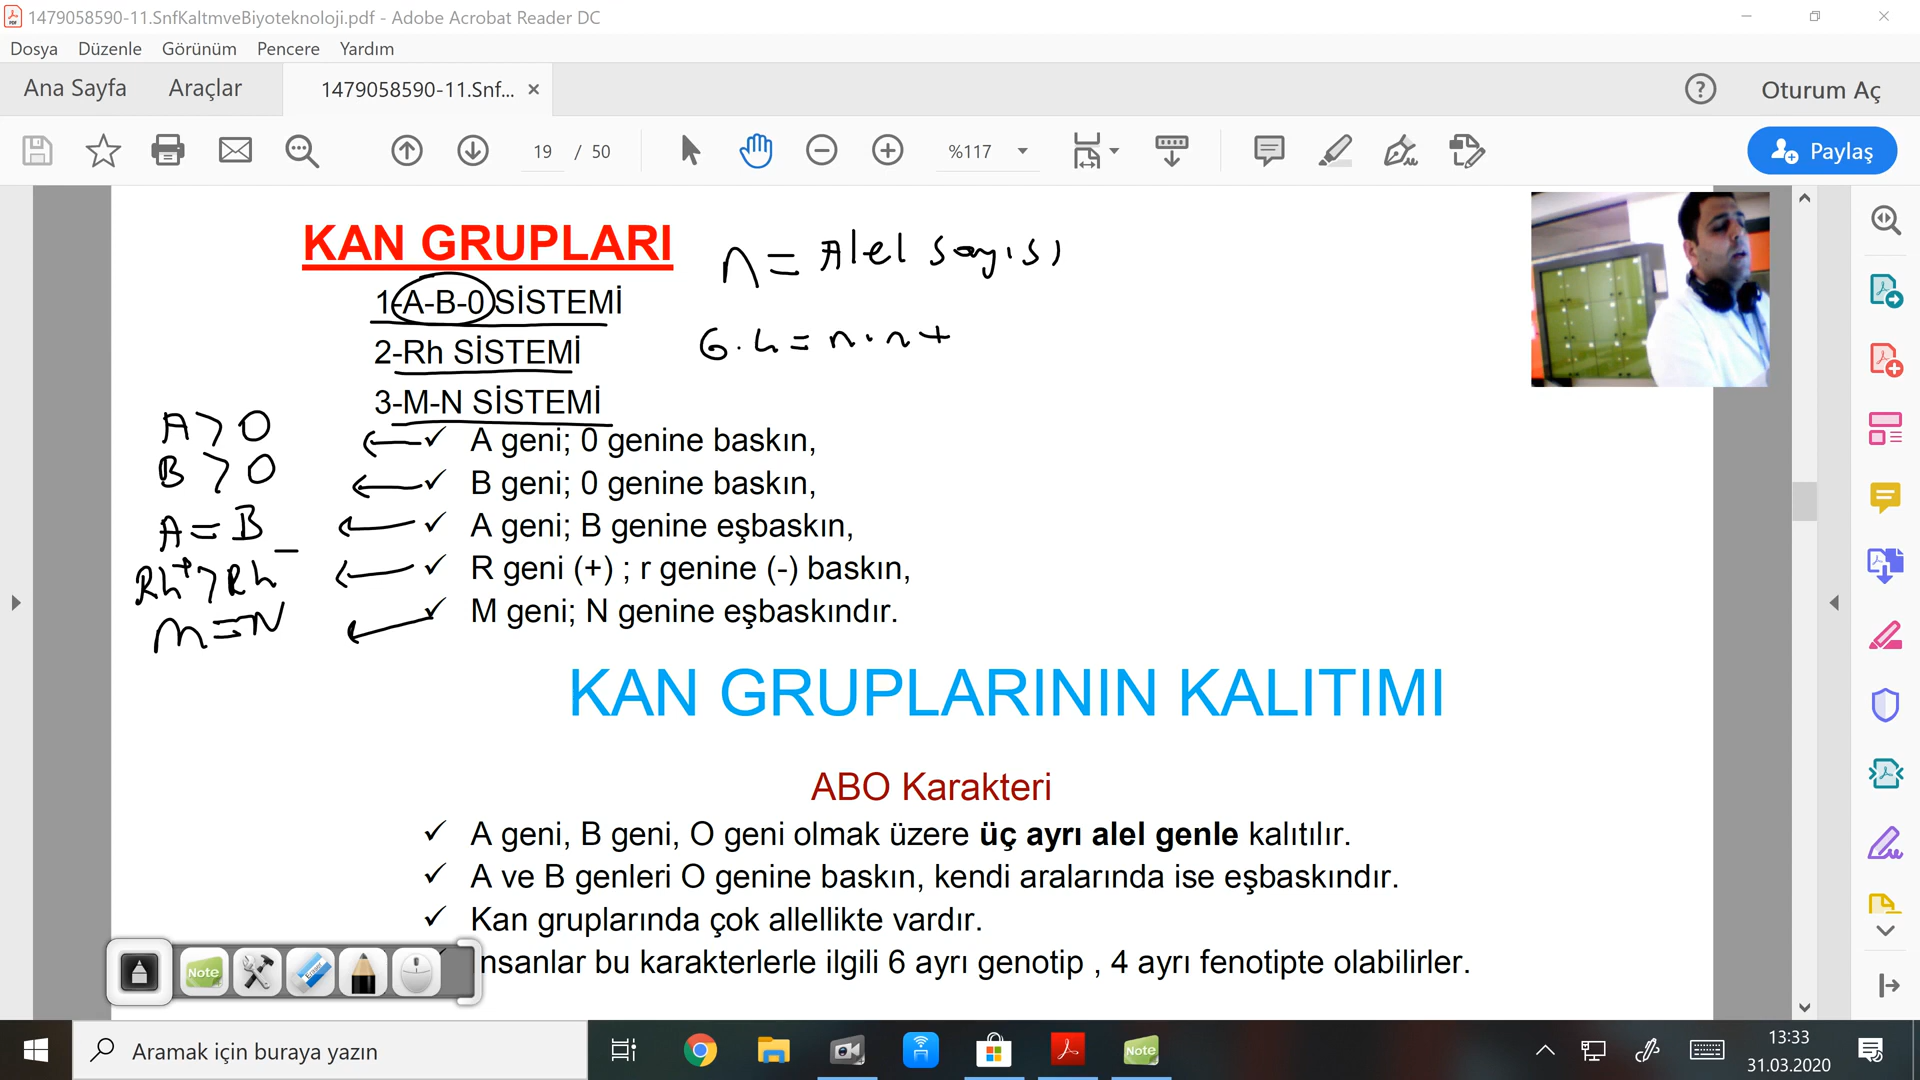 1479058590-11.SnfKaltmveBiyoteknoloji.pdf - Adobe Acrobat Reader DC
Dosya Düzenle Görünüm Pencere Yardım
Ana Sayfa Araçlar 1479058590-11.Snf... Oturum Aç
19 / 50 %117 Paylaş
KAN GRUPLARI
n = Alel sayısı
1-A-B-0 SİSTEMİ
G.h = n.n+
2-Rh SİSTEMİ
3-M-N SİSTEMİ
A > O
A geni; 0 genine baskın,
B > O
B geni; 0 genine baskın,
A = B
A geni; B genine eşbaskın,
Rh+ > Rh-
R geni (+) ; r genine (-) baskın,
M = N
M geni; N genine eşbaskındır.
KAN GRUPLARININ KALITIMI
ABO Karakteri
A geni, B geni, O geni olmak üzere üç ayrı alel genle kalıtılır.
A ve B genleri O genine baskın, kendi aralarında ise eşbaskındır.
Kan gruplarında çok allellikte vardır.
nsanlar bu karakterlerle ilgili 6 ayrı genotip , 4 ayrı fenotipte olabilirler.
Note
Aramak için buraya yazın
Note
13:33
31.03.2020